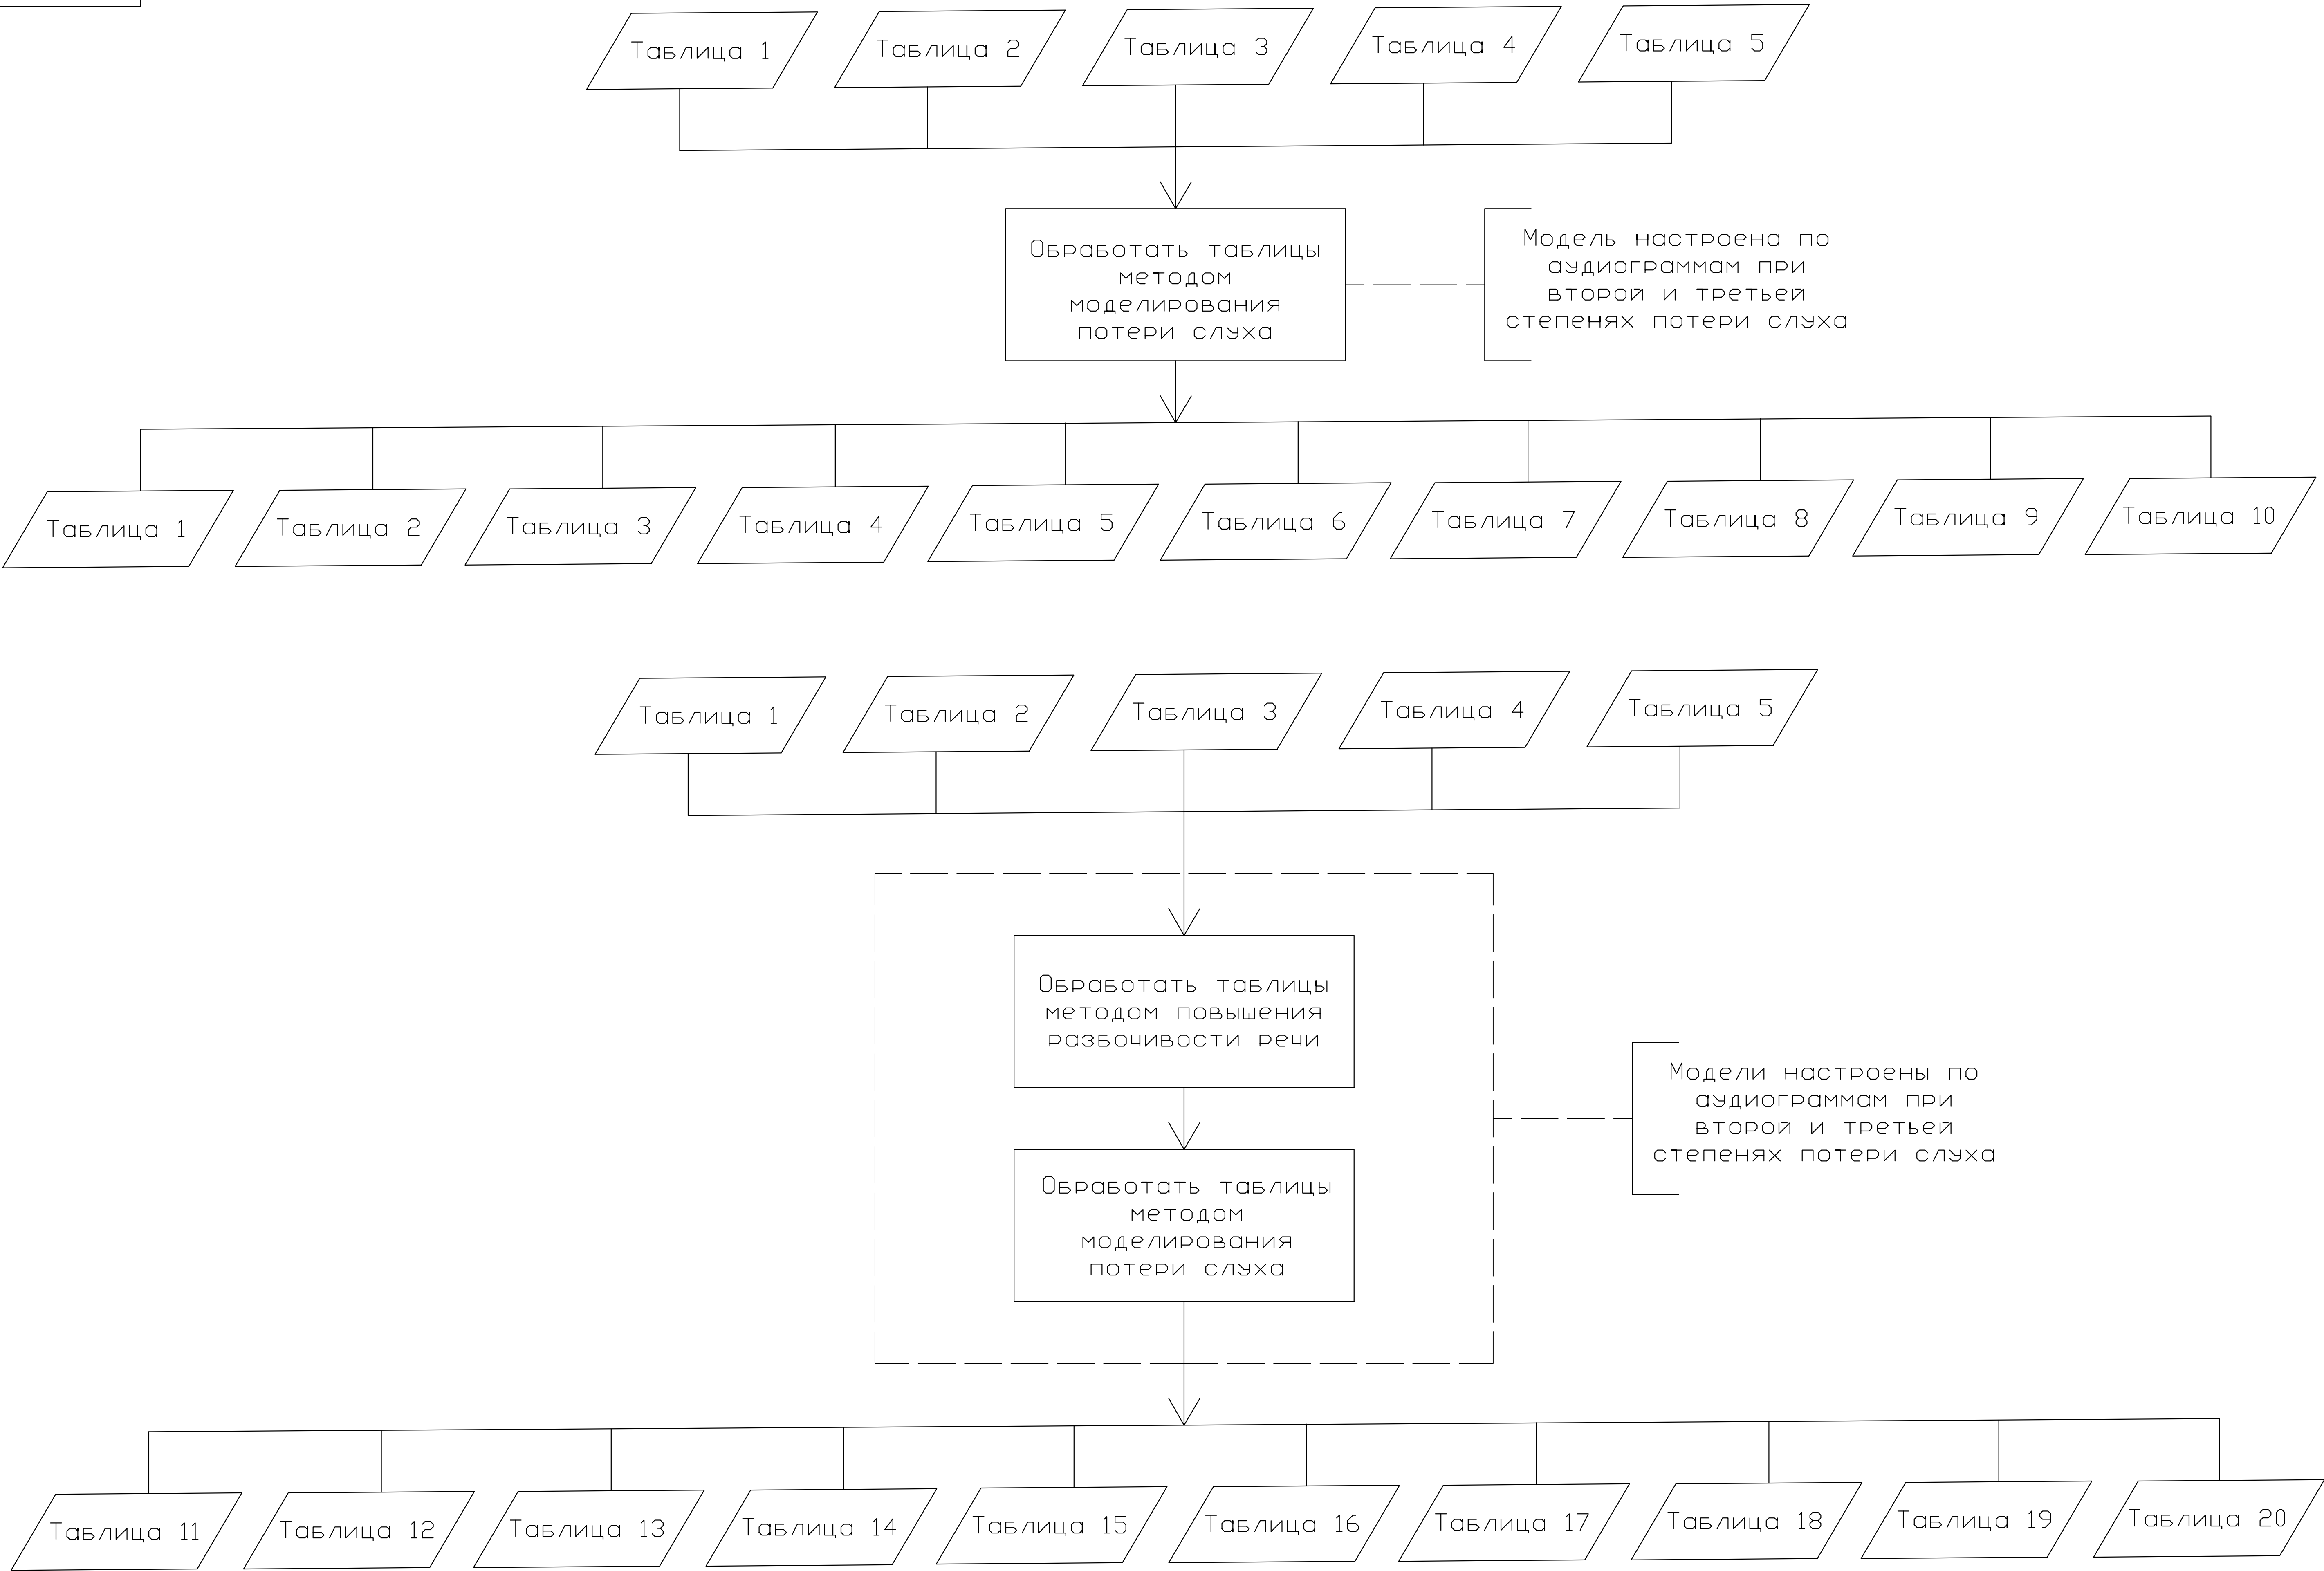 Таблица 1
Таблица 2
Таблица 3
Таблица 4
Таблица 5
Обработать таблицы
методом
моделирования
потери слуха
Модель настроена по
аудиограммам при
второй и третьей
степенях потери слуха
Таблица 1
Таблица 2
Таблица 3
Таблица 4
Таблица 5
Таблица 6
Таблица 7
Таблица 8
Таблица 9
Таблица 10
Таблица 1
Таблица 2
Таблица 3
Таблица 4
Таблица 5
Обработать таблицы
методом повышения
разбочивости речи
Модели настроены по
аудиограммам при
второй и третьей
степенях потери слуха
Обработать таблицы
методом
моделирования
потери слуха
Таблица 11
Таблица 12
Таблица 13
Таблица 14
Таблица 15
Таблица 16
Таблица 17
Таблица 18
Таблица 19
Таблица 20